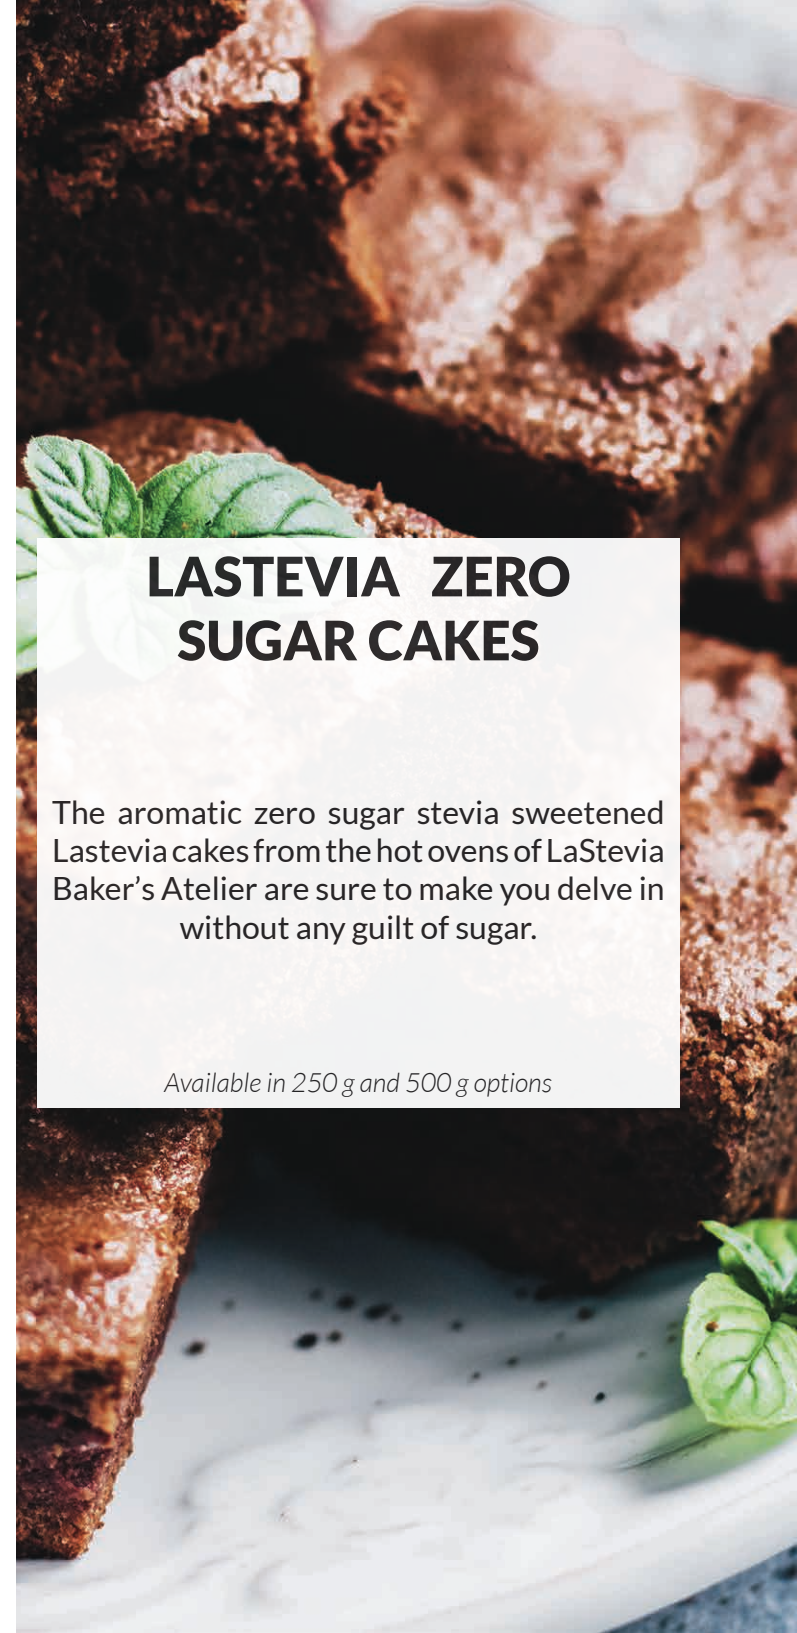 LASTEVIA ZERO
SUGAR CAKES
The aromatic zero sugar stevia sweetened
Lastevia cakes from the hot ovens of LaStevia
Baker's Atelier are sure to make you delve in
without any guilt of sugar.
Available in 250 g and 500 g options